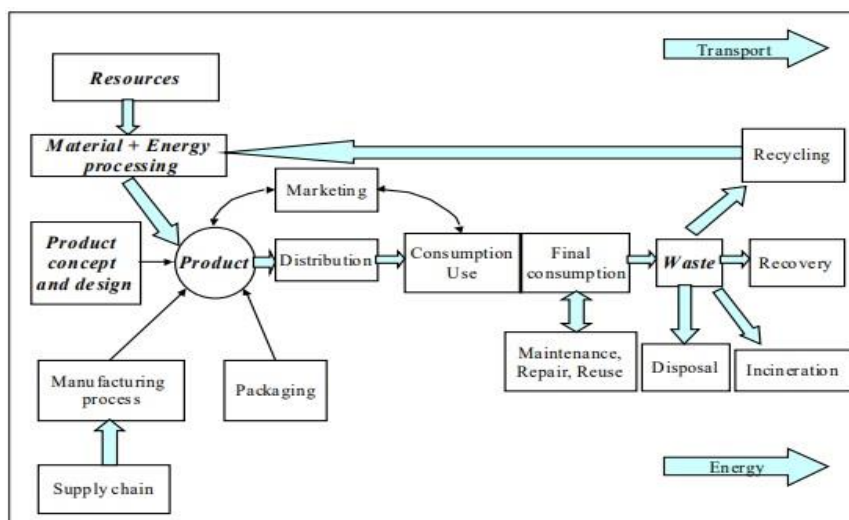 Transport
Resources
Material + Energy
processing
Recycling
Marketing
Product
concept
and design
Product
Distribution
Consumption
Use
Final
consumption
Waste
Recovery
Manufacturing
process
Packaging
Maintenance,
Repair, Reuse
Disposal
Incineration
Supply chain
Energy